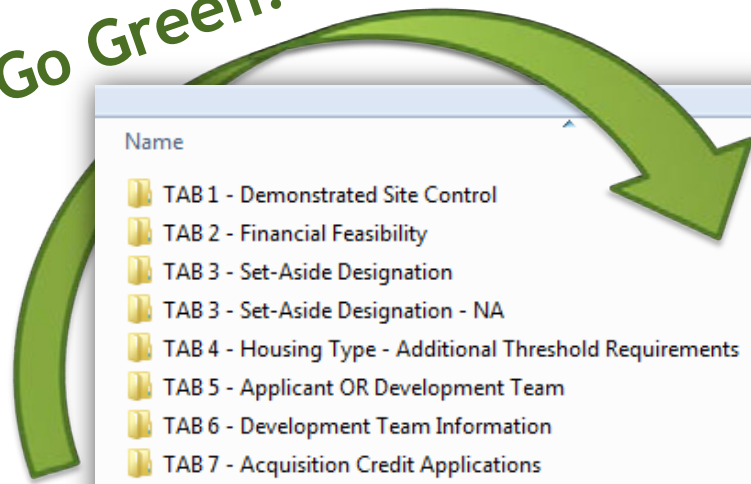 Go Green!
Name
TAB 1 - Demonstrated Site Control
TAB 2 - Financial Feasibility
TAB 3 - Set-Aside Designation
TAB 3 - Set-Aside Designation - NA
TAB 4 - Housing Type - Additional Threshold Requirements
TAB 5 - Applicant OR Development Team
TAB 6 - Development Team Information
TAB 7 - Acquisition Credit Applications